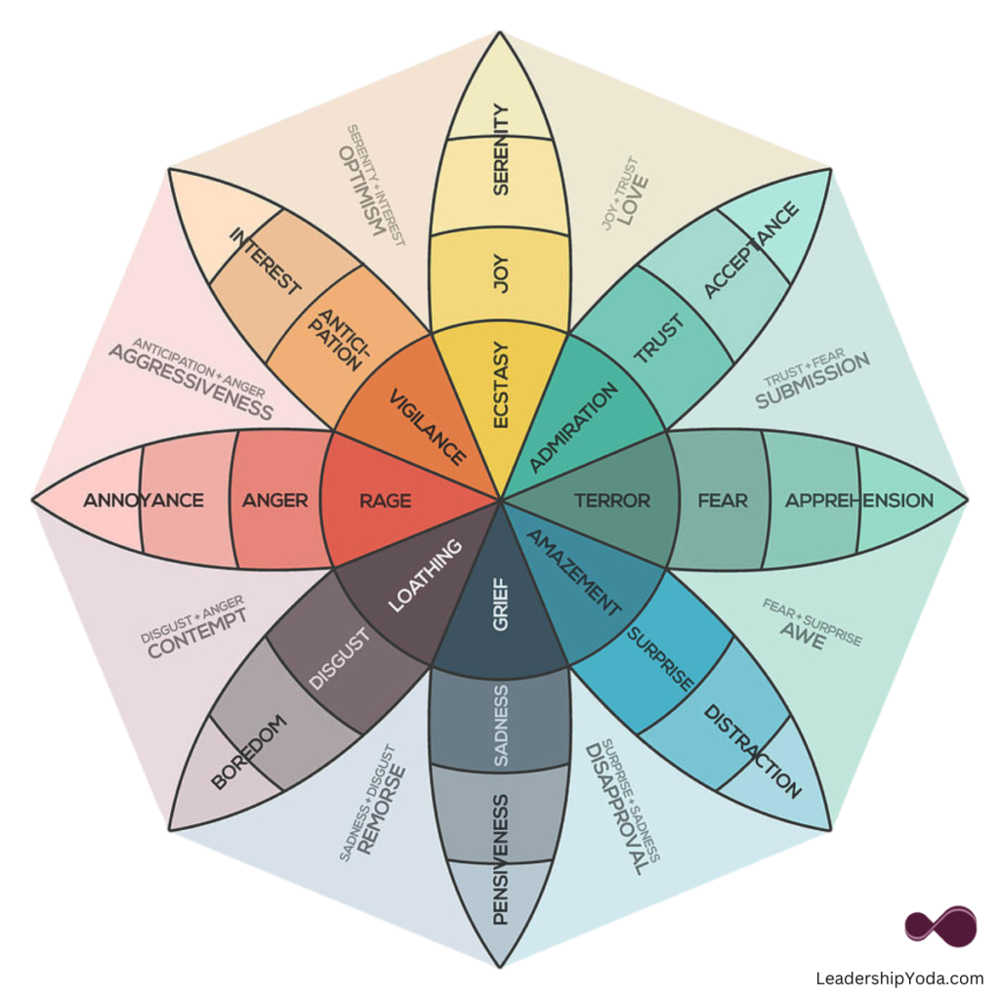 SERENITY
JOY
ECSTASY
SERENITY + INTEREST
OPTIMISM
JOY + TRUST
LOVE
INTEREST
ANTICI-
PATION
VIGILANCE
ACCEPTANCE
TRUST
ADMIRATION
ANTICIPATION + ANGER
AGGRESSIVENESS
TRUST + FEAR
SUBMISSION
ANNOYANCE
ANGER
RAGE
TERROR
FEAR
APPREHENSION
DISGUST + ANGER
CONTEMPT
LOATHING
DISGUST
BOREDOM
GRIEF
SADNESS
PENSIVENESS
AMAZEMENT
SURPRISE
DISTRACTION
FEAR + SURPRISE
AWE
SADNESS + DISGUST
REMORSE
SURPRISE + SADNESS
DISAPPROVAL
LeadershipYoda.com